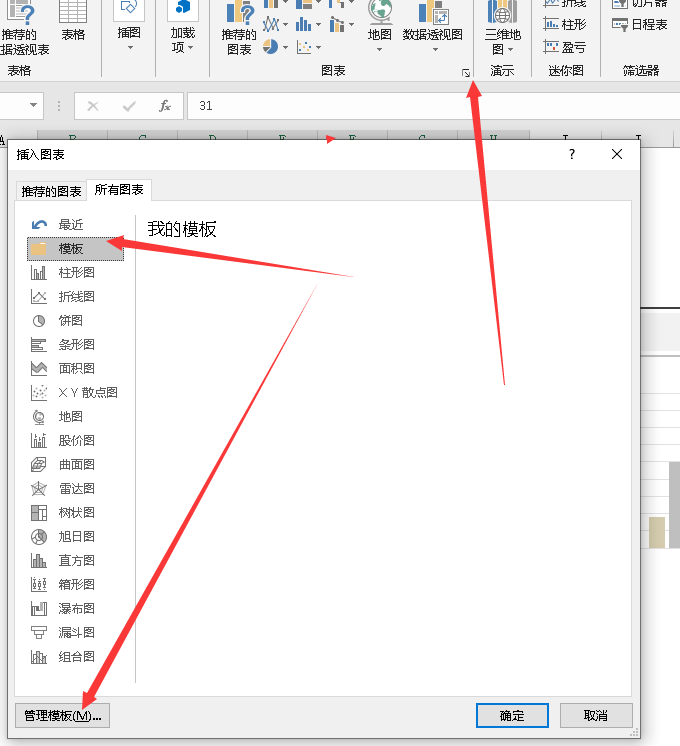 折线 切片器
推荐的 表格 插图 加载 推荐的 地图 数据透视图 三维地 柱形 日程表
据透视表 项 图表 图 盈亏
表格 图表 演示 迷你图 筛选器
fx 31
插入图表 ?
推荐的图表 所有图表
最近
我的模板
模板
柱形图
折线图
饼图
条形图
面积图
X Y 散点图
地图
股价图
曲面图
雷达图
树状图
旭日图
直方图
箱形图
瀑布图
漏斗图
组合图
管理模板(M)... 确定 取消